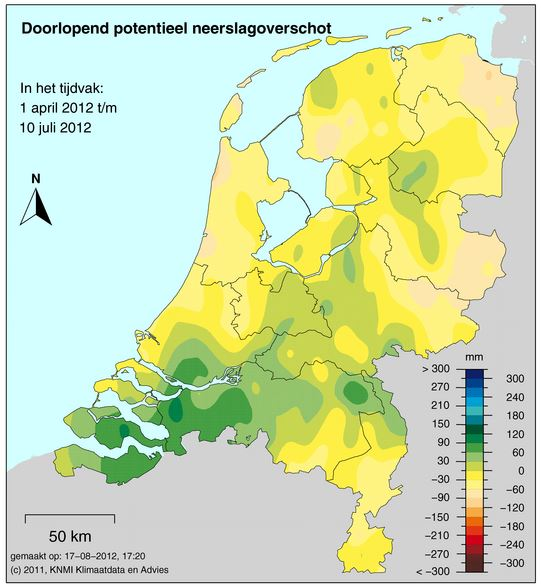 Doorlopend potentieel neerslagoverschot
In het tijdvak:
1 april 2012 t/m
10 juli 2012
N
mm
> 300
300
270
240
210
180
150
120
90
60
30
0
−30
−60
−90
−120
−150
−180
−210
−240
−270
−300
< −300
50 km
gemaakt op: 17−08−2012, 17:20
(c) 2011, KNMI Klimaatdata en Advies